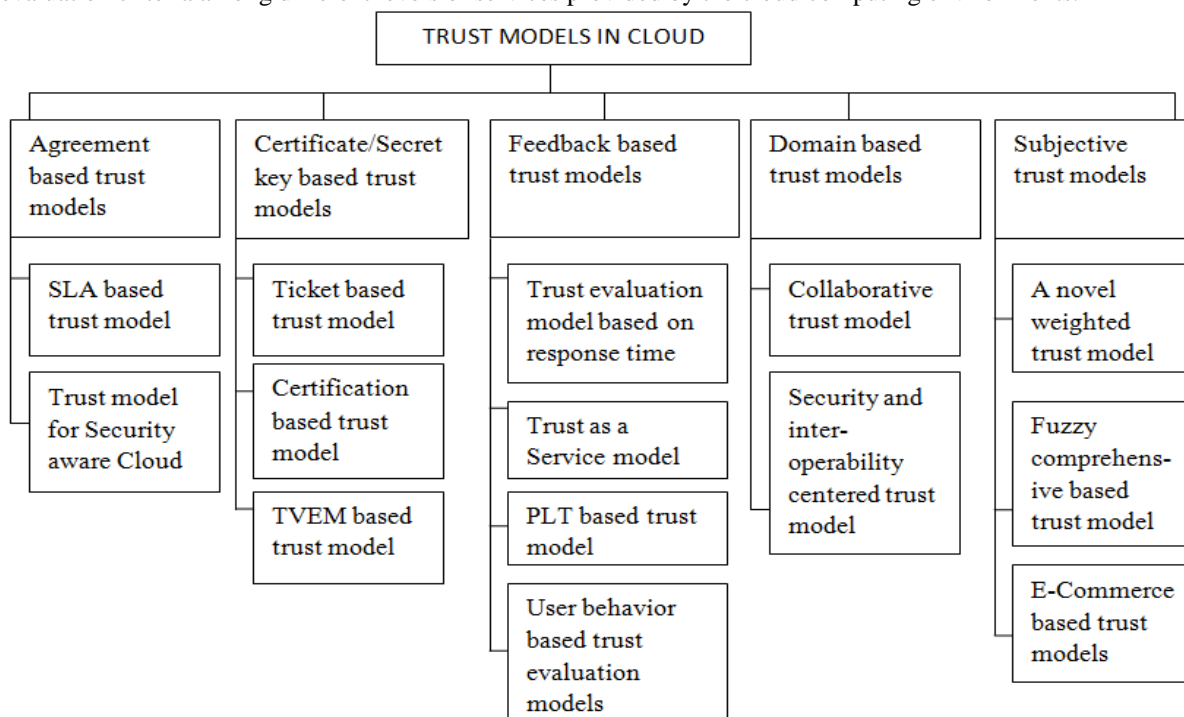 TRUST MODELS IN CLOUD
Agreement
based trust
models
SLA based
trust model
Trust model
for Security
aware Cloud
Certificate/Secret
key based trust
models
Ticket based
trust model
Certification
based trust
model
TVEM based
trust model
Feedback based
trust models
Trust evaluation
model based on
response time
Trust as a
Service model
PLT based trust
model
User behavior
based trust
evaluation
models
Domain based
trust models
Collaborative
trust model
Security and
inter-
operability
centered trust
model
Subjective
trust models
A novel
weighted
trust model
Fuzzy
comprehens-
ive based
trust model
E-Commerce
based trust
models